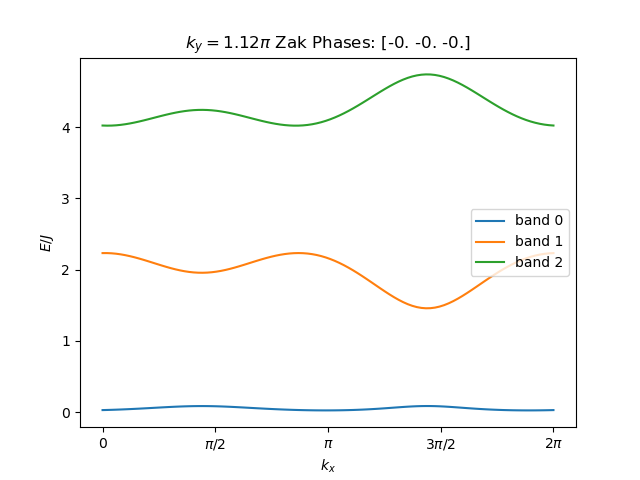 $k_y = 1.12\pi$ Zak Phases: [-0. -0. -0.]
E/J
4
3
2
1
0
band 0
band 1
band 2
0 π/2 π 3π/2 2π
$k_x$